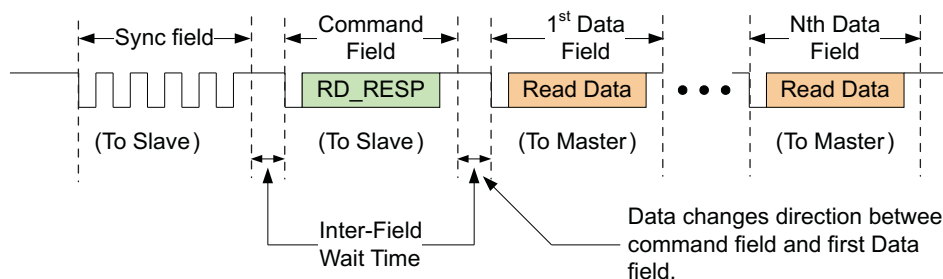 Sync field
Command
Field
1st Data
Field
Nth Data
Field
RD_RESP
Read Data
Read Data
(To Slave)
(To Slave)
(To Master)
(To Master)
Inter-Field
Wait Time
Data changes direction between
command field and first Data
field.